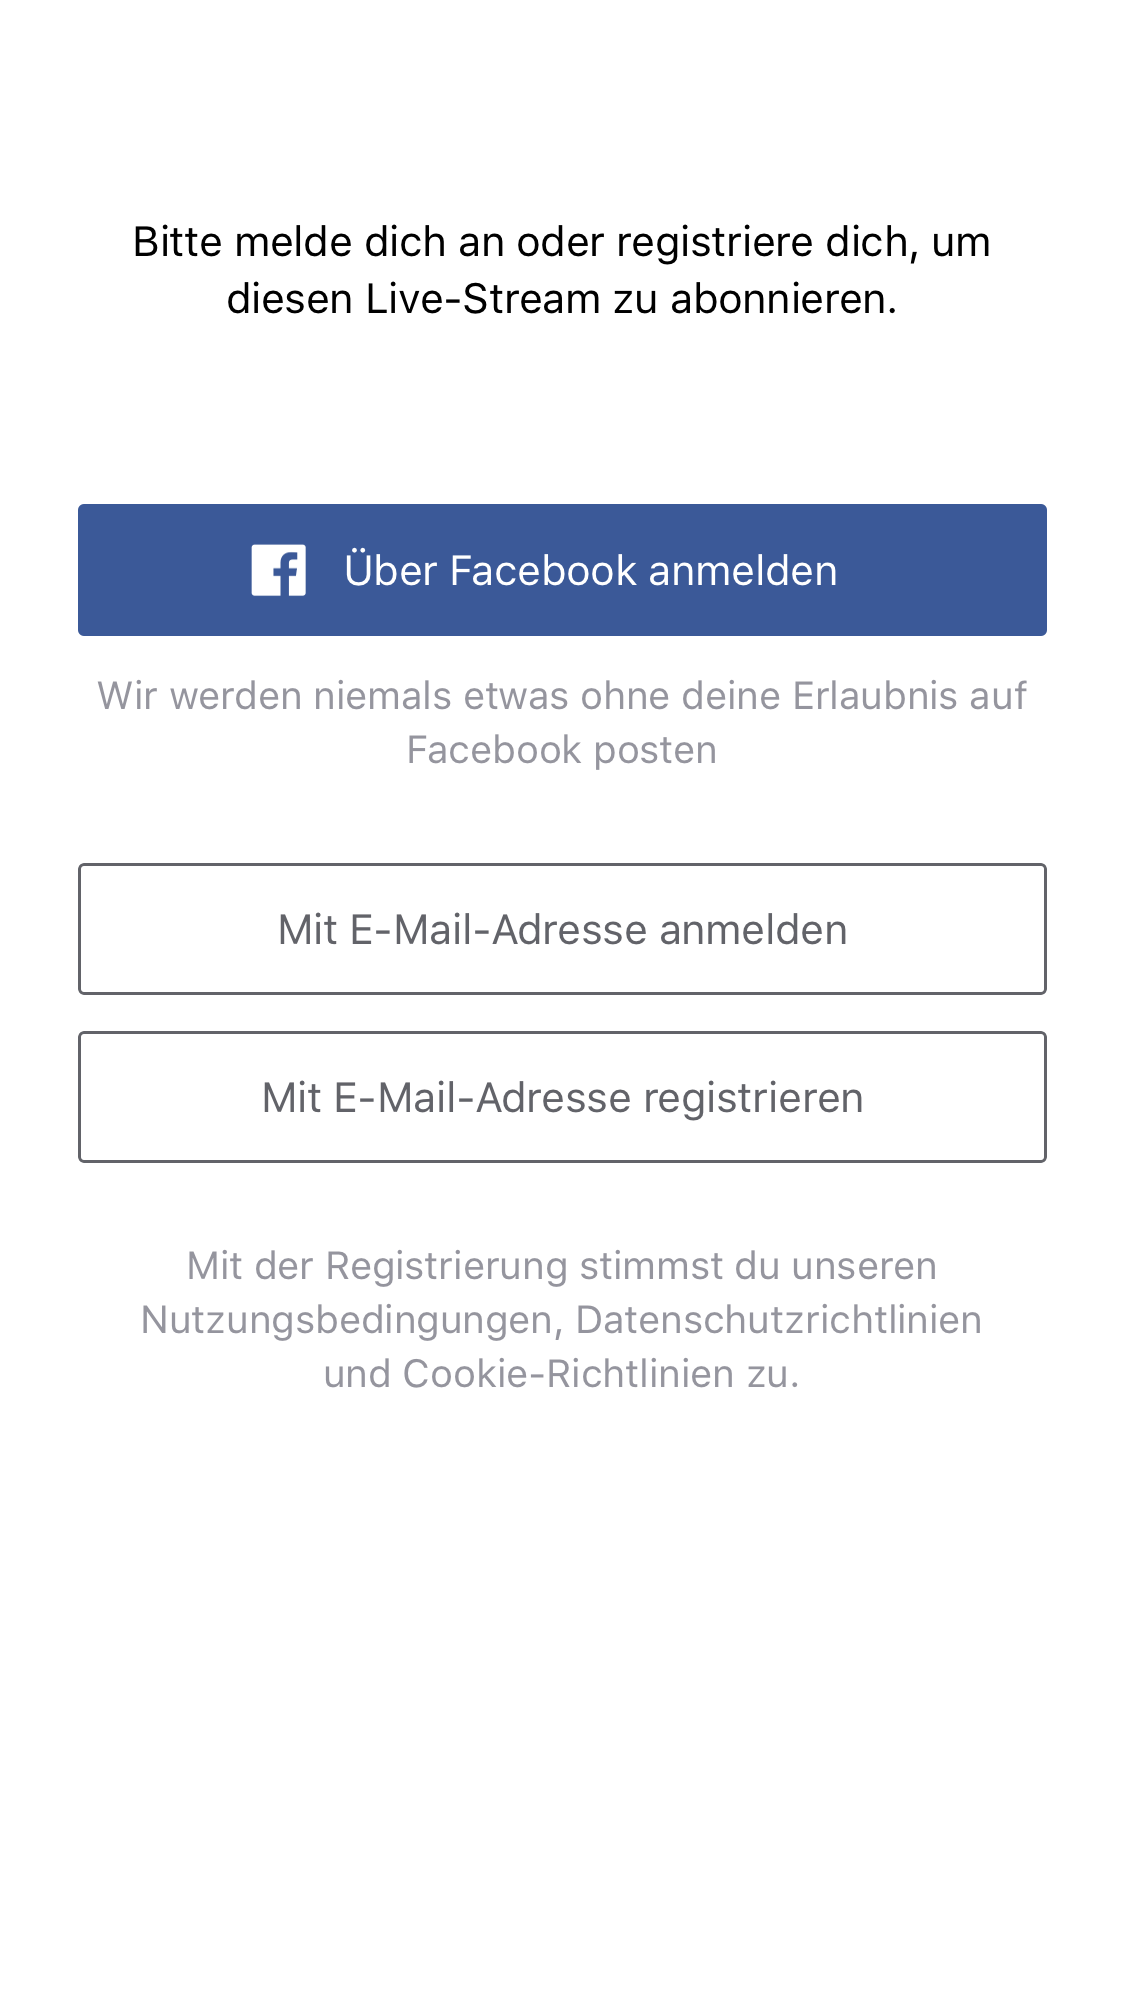 Bitte melde dich an oder registriere dich, um
diesen Live-Stream zu abonnieren.
Über Facebook anmelden
Wir werden niemals etwas ohne deine Erlaubnis auf
Facebook posten
Mit E-Mail-Adresse anmelden
Mit E-Mail-Adresse registrieren
Mit der Registrierung stimmst du unseren
Nutzungsbedingungen, Datenschutzrichtlinien
und Cookie-Richtlinien zu.